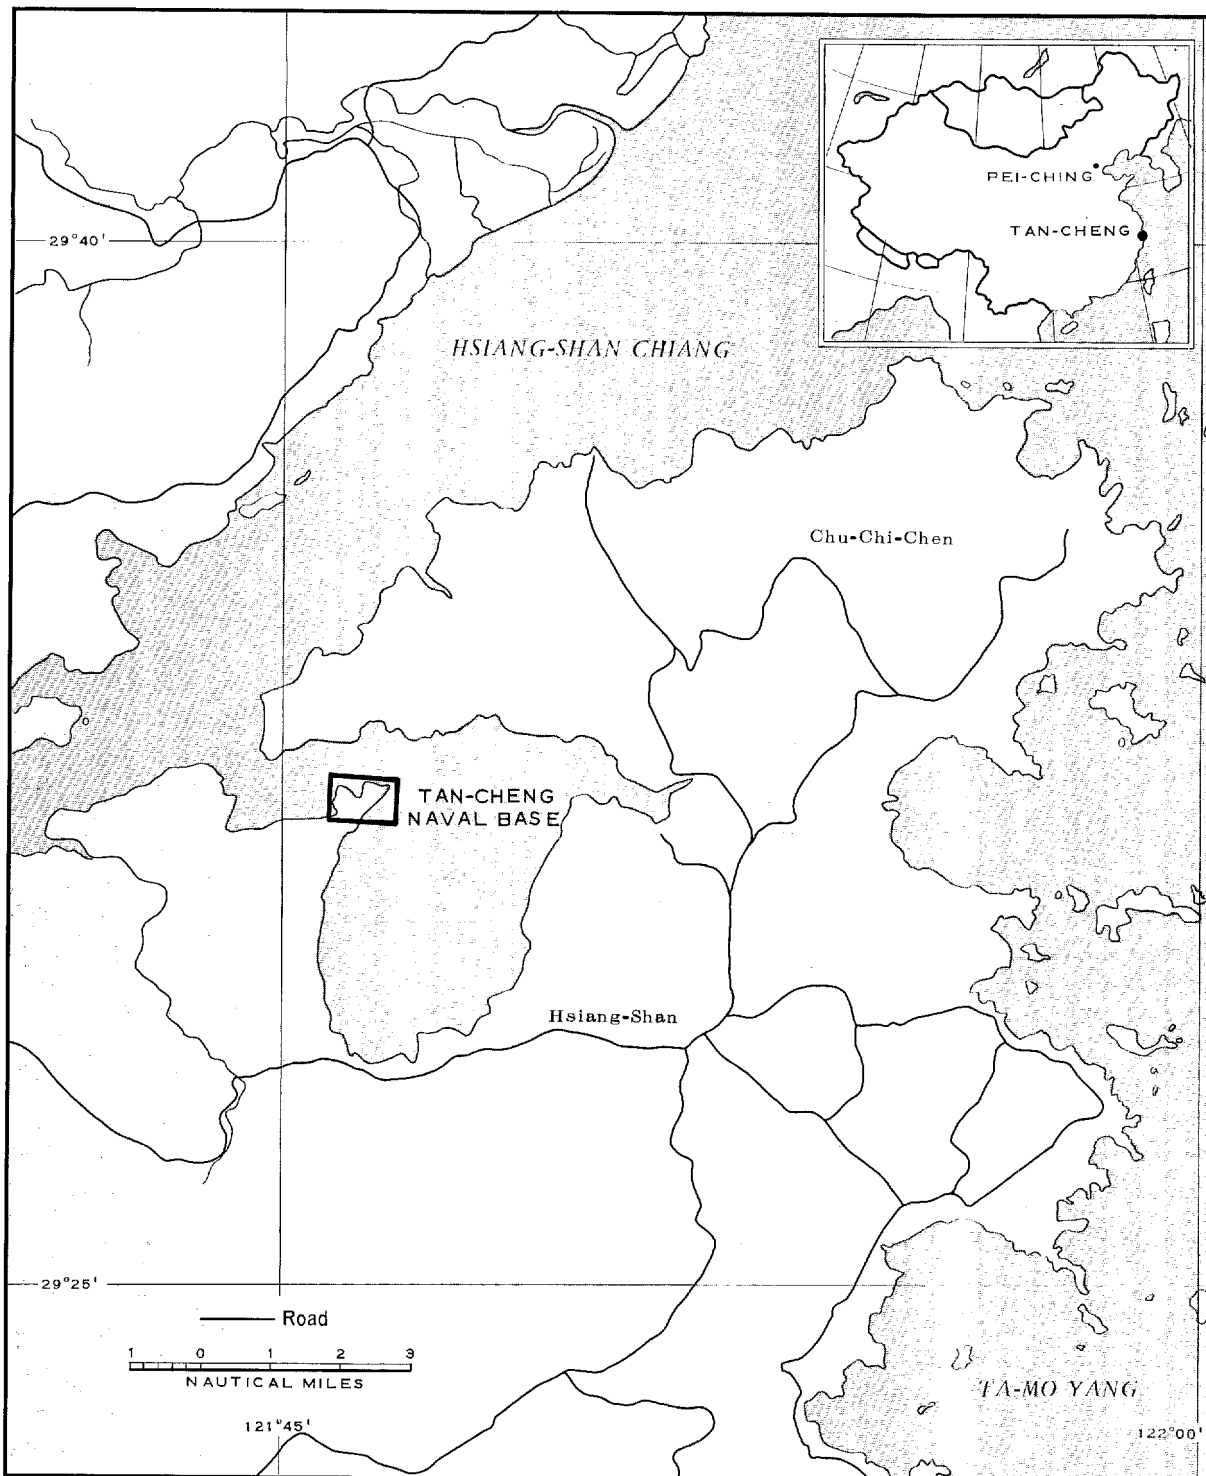 PEI-CHING
TAN-CHENG
29°40'
HSIANG-SHAN CHIANG
Chu-Chi-Chen
TAN-CHENG
NAVAL BASE
Hsiang-Shan
29°25'
Road
1 0 1 2 3
NAUTICAL MILES
TA-MO YANG
121°45'
122°00'